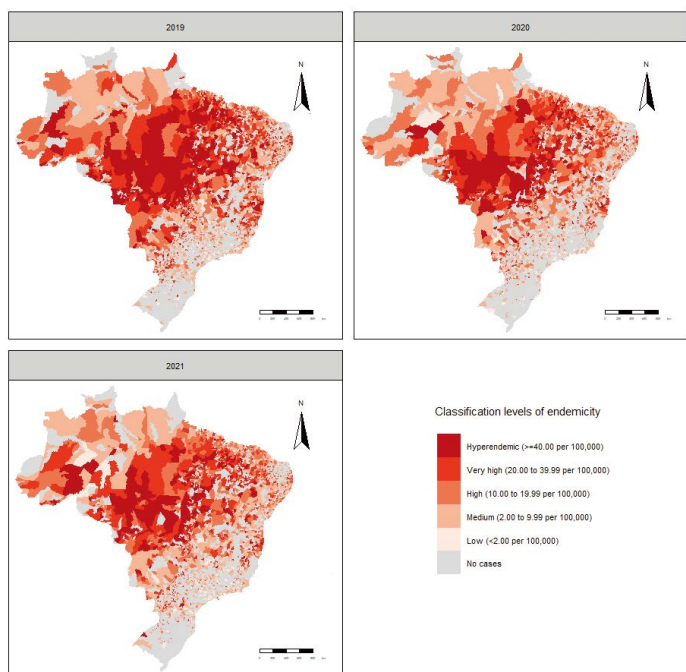 2019
2020
N
N
2021
N
Classification levels of endemicity
Hyperendemic (>=40.00 per 100,000)
Very high (20.00 to 39.99 per 100,000)
High (10.00 to 19.99 per 100,000)
Medium (2.00 to 9.99 per 100,000)
Low (<2.00 per 100,000)
No cases